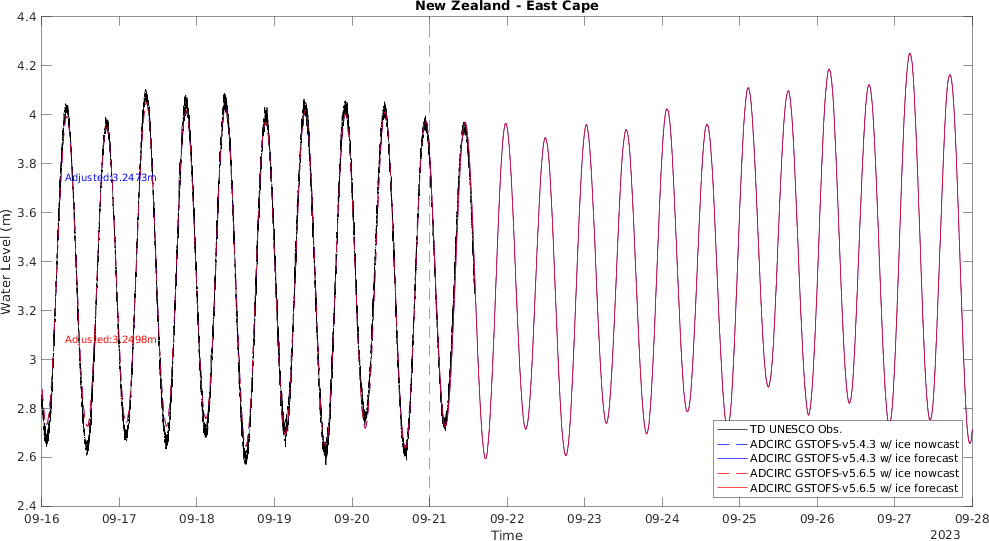 New Zealand - East Cape
4.4
4.2
4
3.8
3.6
3.4
3.2
3
2.8
2.6
2.4
Water Level (m)
Adjusted:3.2473m
Adjusted:3.2498m
TD UNESCO Obs.
ADCIRC GSTOFS-v5.4.3 w/ ice nowcast
ADCIRC GSTOFS-v5.4.3 w/ ice forecast
ADCIRC GSTOFS-v5.6.5 w/ ice nowcast
ADCIRC GSTOFS-v5.6.5 w/ ice forecast
09-16 09-17 09-18 09-19 09-20 09-21 09-22 09-23 09-24 09-25 09-26 09-27 09-28
Time
2023